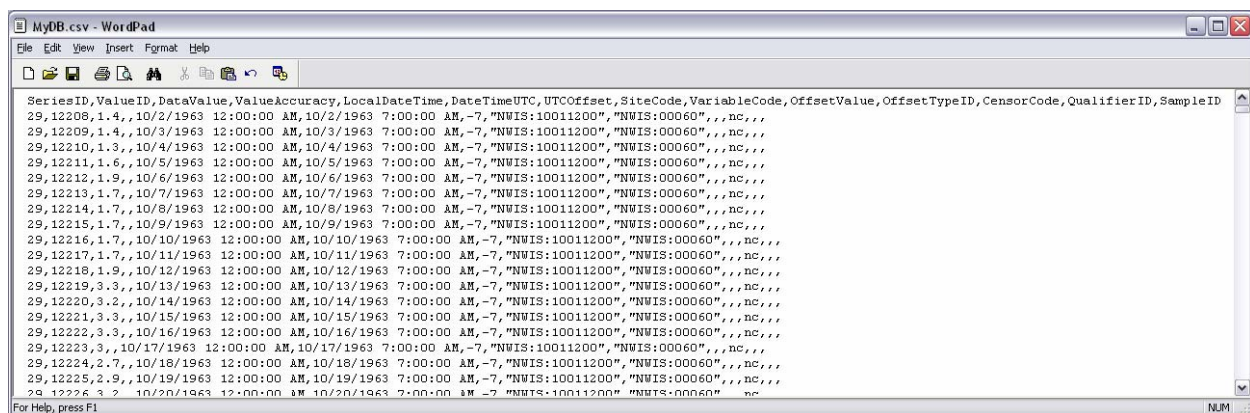 MyDB.csv - WordPad
File Edit View Insert Format Help
SeriesID,ValueID,DataValue,ValueAccuracy,LocalDateTime,DateTimeUTC,UTCOffset,SiteCode,VariableCode,OffsetValue,OffsetTypeID,CensorCode,QualifierID,SampleID
29,12208,1.4,,10/2/1963 12:00:00 AM,10/2/1963 7:00:00 AM,-7,"NWIS:10011200","NWIS:00060",,,nc,,,
29,12209,1.4,,10/3/1963 12:00:00 AM,10/3/1963 7:00:00 AM,-7,"NWIS:10011200","NWIS:00060",,,nc,,,
29,12210,1.3,,10/4/1963 12:00:00 AM,10/4/1963 7:00:00 AM,-7,"NWIS:10011200","NWIS:00060",,,nc,,,
29,12211,1.6,,10/5/1963 12:00:00 AM,10/5/1963 7:00:00 AM,-7,"NWIS:10011200","NWIS:00060",,,nc,,,
29,12212,1.9,,10/6/1963 12:00:00 AM,10/6/1963 7:00:00 AM,-7,"NWIS:10011200","NWIS:00060",,,nc,,,
29,12213,1.7,,10/7/1963 12:00:00 AM,10/7/1963 7:00:00 AM,-7,"NWIS:10011200","NWIS:00060",,,nc,,,
29,12214,1.7,,10/8/1963 12:00:00 AM,10/8/1963 7:00:00 AM,-7,"NWIS:10011200","NWIS:00060",,,nc,,,
29,12215,1.7,,10/9/1963 12:00:00 AM,10/9/1963 7:00:00 AM,-7,"NWIS:10011200","NWIS:00060",,,nc,,,
29,12216,1.7,,10/10/1963 12:00:00 AM,10/10/1963 7:00:00 AM,-7,"NWIS:10011200","NWIS:00060",,,nc,,,
29,12217,1.7,,10/11/1963 12:00:00 AM,10/11/1963 7:00:00 AM,-7,"NWIS:10011200","NWIS:00060",,,nc,,,
29,12218,1.9,,10/12/1963 12:00:00 AM,10/12/1963 7:00:00 AM,-7,"NWIS:10011200","NWIS:00060",,,nc,,,
29,12219,3.3,,10/13/1963 12:00:00 AM,10/13/1963 7:00:00 AM,-7,"NWIS:10011200","NWIS:00060",,,nc,,,
29,12220,3.2,,10/14/1963 12:00:00 AM,10/14/1963 7:00:00 AM,-7,"NWIS:10011200","NWIS:00060",,,nc,,,
29,12221,3.3,,10/15/1963 12:00:00 AM,10/15/1963 7:00:00 AM,-7,"NWIS:10011200","NWIS:00060",,,nc,,,
29,12222,3.3,,10/16/1963 12:00:00 AM,10/16/1963 7:00:00 AM,-7,"NWIS:10011200","NWIS:00060",,,nc,,,
29,12223,3,,10/17/1963 12:00:00 AM,10/17/1963 7:00:00 AM,-7,"NWIS:10011200","NWIS:00060",,,nc,,,
29,12224,2.7,,10/18/1963 12:00:00 AM,10/18/1963 7:00:00 AM,-7,"NWIS:10011200","NWIS:00060",,,nc,,,
29,12225,2.9,,10/19/1963 12:00:00 AM,10/19/1963 7:00:00 AM,-7,"NWIS:10011200","NWIS:00060",,,nc,,,
29,12226,3.2,,10/20/1963 12:00:00 AM,10/20/1963 7:00:00 AM,-7,"NWIS:10011200","NWIS:00060",,,nc,,,
For Help, press F1
NUM